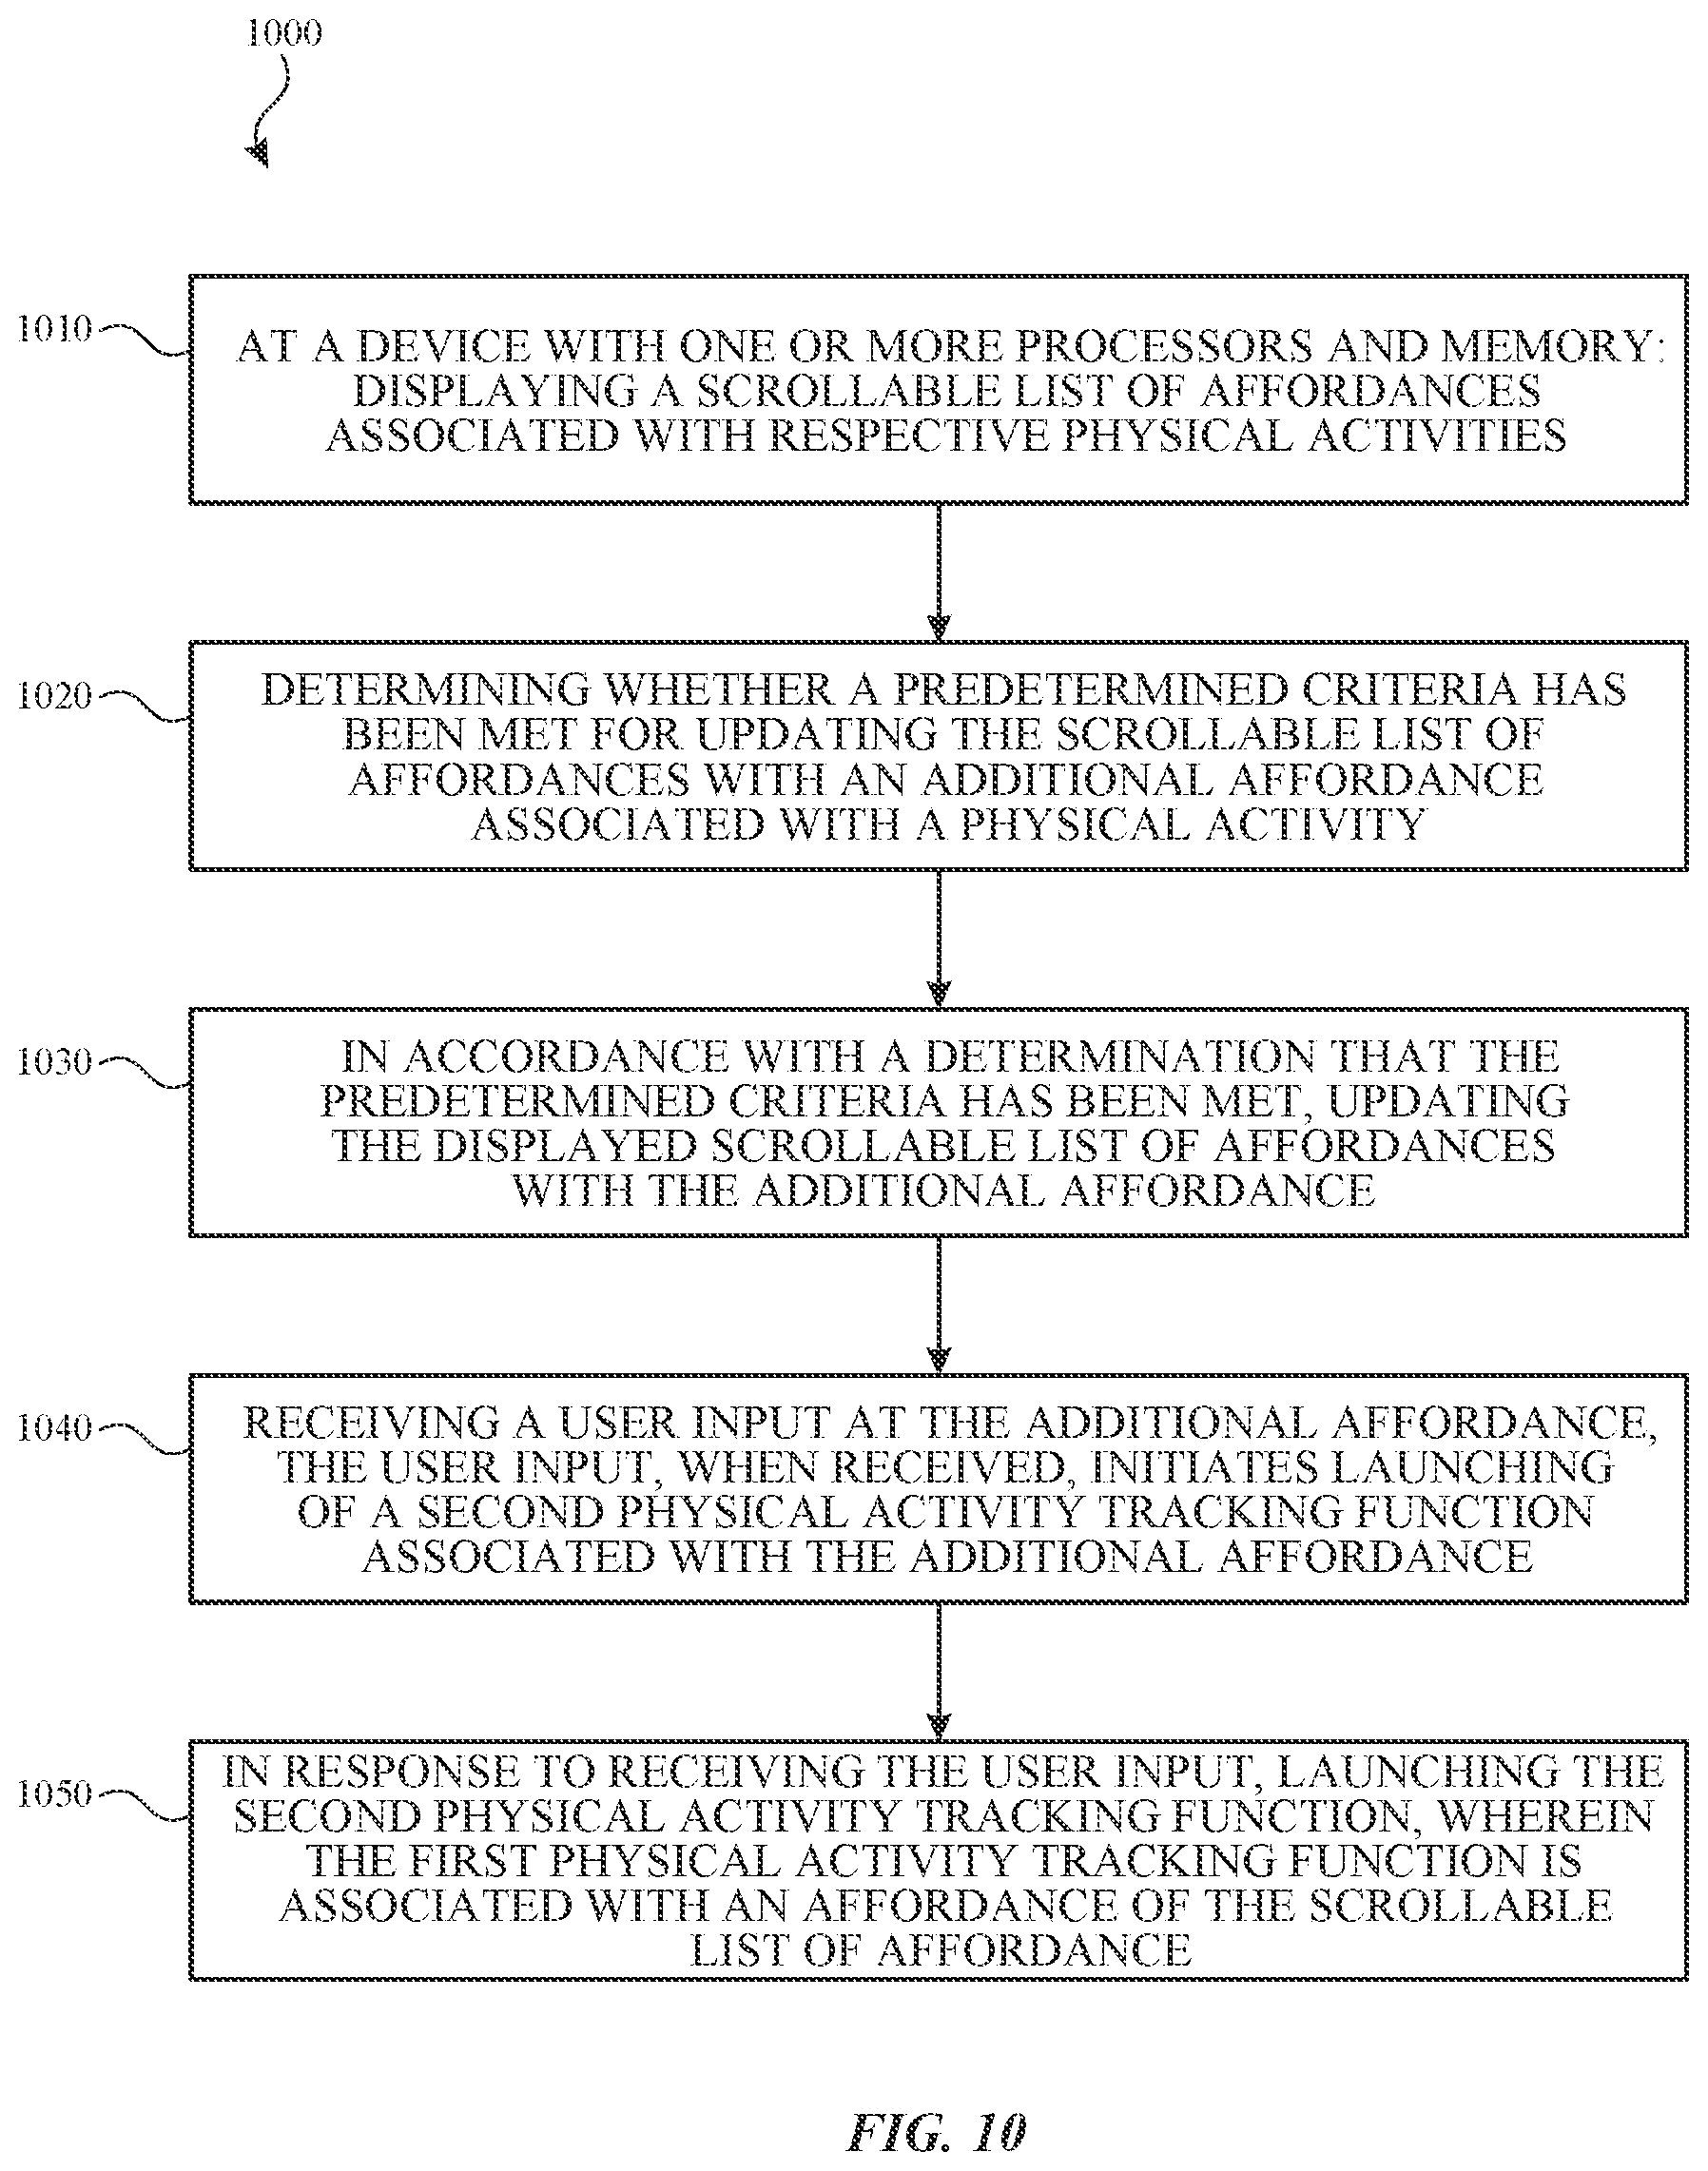 1000
1010
AT A DEVICE WITH ONE OR MORE PROCESSORS AND MEMORY:
DISPLAYING A SCROLLABLE LIST OF AFFORDANCES
ASSOCIATED WITH RESPECTIVE PHYSICAL ACTIVITIES
1020
DETERMINING WHETHER A PREDETERMINED CRITERIA HAS
BEEN MET FOR UPDATING THE SCROLLABLE LIST OF
AFFORDANCES WITH AN ADDITIONAL AFFORDANCE
ASSOCIATED WITH A PHYSICAL ACTIVITY
1030
IN ACCORDANCE WITH A DETERMINATION THAT THE
PREDETERMINED CRITERIA HAS BEEN MET, UPDATING
THE DISPLAYED SCROLLABLE LIST OF AFFORDANCES
WITH THE ADDITIONAL AFFORDANCE
1040
RECEIVING A USER INPUT AT THE ADDITIONAL AFFORDANCE,
THE USER INPUT, WHEN RECEIVED, INITIATES LAUNCHING
OF A SECOND PHYSICAL ACTIVITY TRACKING FUNCTION
ASSOCIATED WITH THE ADDITIONAL AFFORDANCE
1050
IN RESPONSE TO RECEIVING THE USER INPUT, LAUNCHING THE
SECOND PHYSICAL ACTIVITY TRACKING FUNCTION, WHEREIN
THE FIRST PHYSICAL ACTIVITY TRACKING FUNCTION IS
ASSOCIATED WITH AN AFFORDANCE OF THE SCROLLABLE
LIST OF AFFORDANCE
FIG. 10